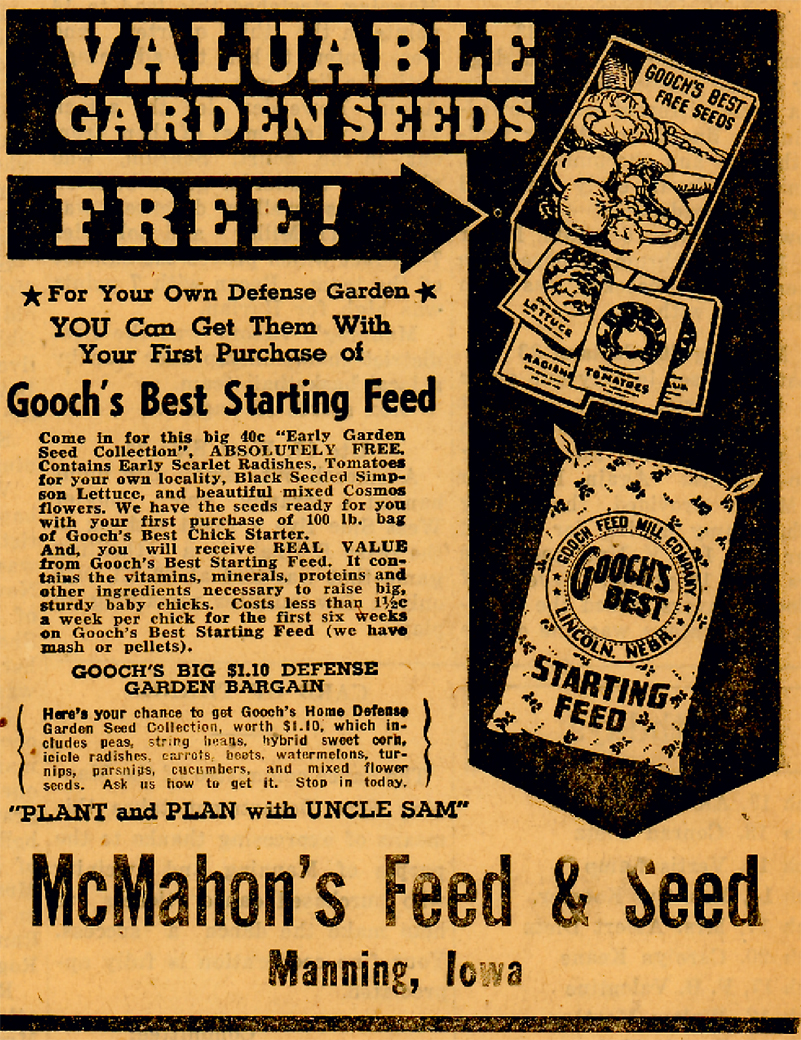 VALUABLE
GARDEN SEEDS
FREE!
GOOCH'S BEST
FREE SEEDS
LETTUCE
RADISHES
TOMATOES
★ For Your Own Defense Garden ★
YOU Can Get Them With
Your First Purchase of
Gooch's Best Starting Feed
Come in for this big 40c "Early Garden
Seed Collection", ABSOLUTELY FREE.
Contains Early Scarlet Radishes, Tomatoes
for your own locality, Black Seeded Simp-
son Lettuce, and beautiful mixed Cosmos
flowers. We have the seeds ready for you
with your first purchase of 100 lb. bag
of Gooch's Best Chick Starter.
And, you will receive REAL VALUE
from Gooch's Best Starting Feed. It con-
tains the vitamins, minerals, proteins and
other ingredients necessary to raise big,
sturdy baby chicks. Costs less than 1½c
a week per chick for the first six weeks
on Gooch's Best Starting Feed (we have
mash or pellets).
GOOCH FEED MILL COMPANY
GOOCH'S
BEST
LINCOLN, NEBR.
STARTING
FEED
GOOCH'S BIG $1.10 DEFENSE
GARDEN BARGAIN
Here's your chance to get Gooch's Home Defense
Garden Seed Collection, worth $1.10, which in-
cludes peas, string beans, hybrid sweet corn,
icicle radishes, carrots, beets, watermelons, tur-
nips, parsnips, cucumbers, and mixed flower
seeds. Ask us how to get it. Stop in today.
"PLANT and PLAN with UNCLE SAM"
McMahon's Feed & Seed
Manning, Iowa